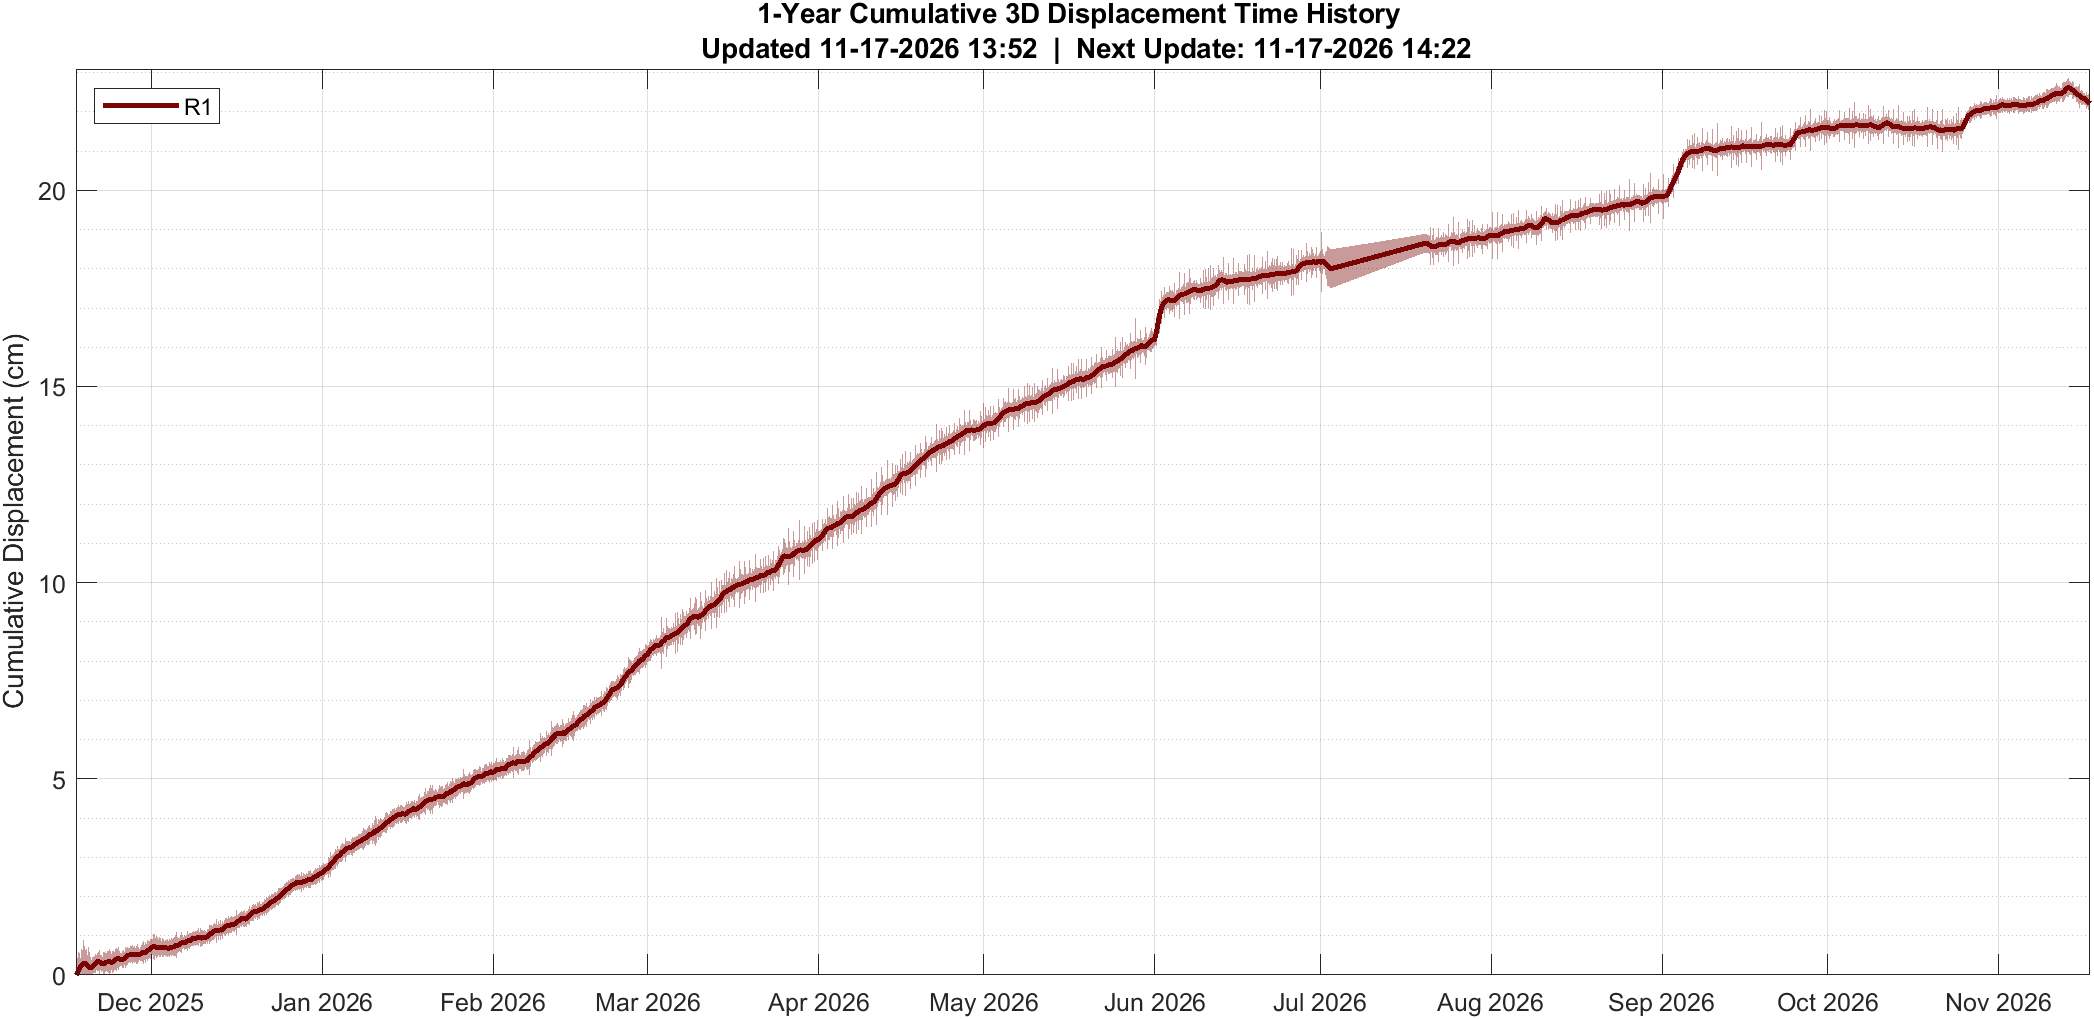 1-Year Cumulative 3D Displacement Time History
Updated 11-17-2026 13:52 | Next Update: 11-17-2026 14:22
R1
Cumulative Displacement (cm)
20
15
10
5
0
Dec 2025 Jan 2026 Feb 2026 Mar 2026 Apr 2026 May 2026 Jun 2026 Jul 2026 Aug 2026 Sep 2026 Oct 2026 Nov 2026